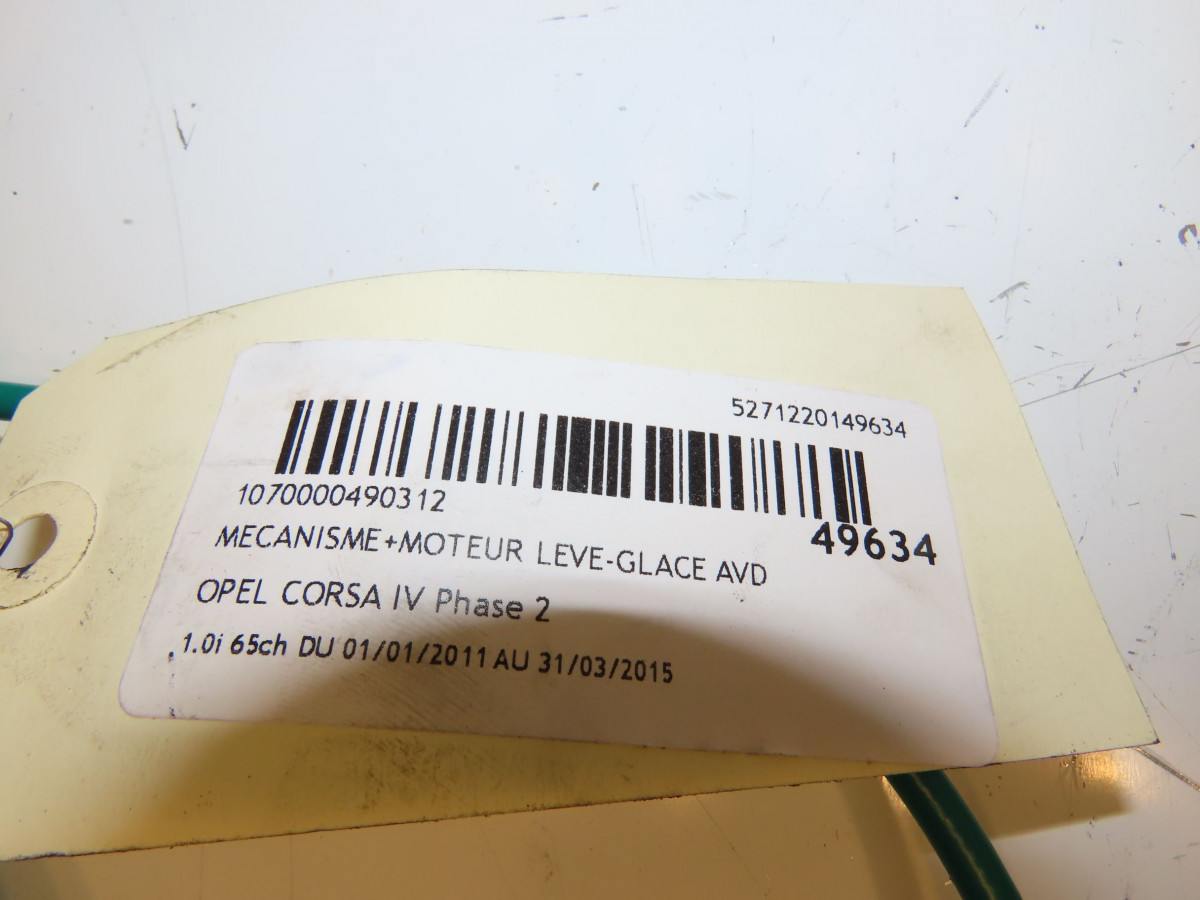 5271220149634
1070000490312
49634
MECANISME+MOTEUR LEVE-GLACE AVD
OPEL CORSA IV Phase 2
1.0i 65ch DU 01/01/2011 AU 31/03/2015